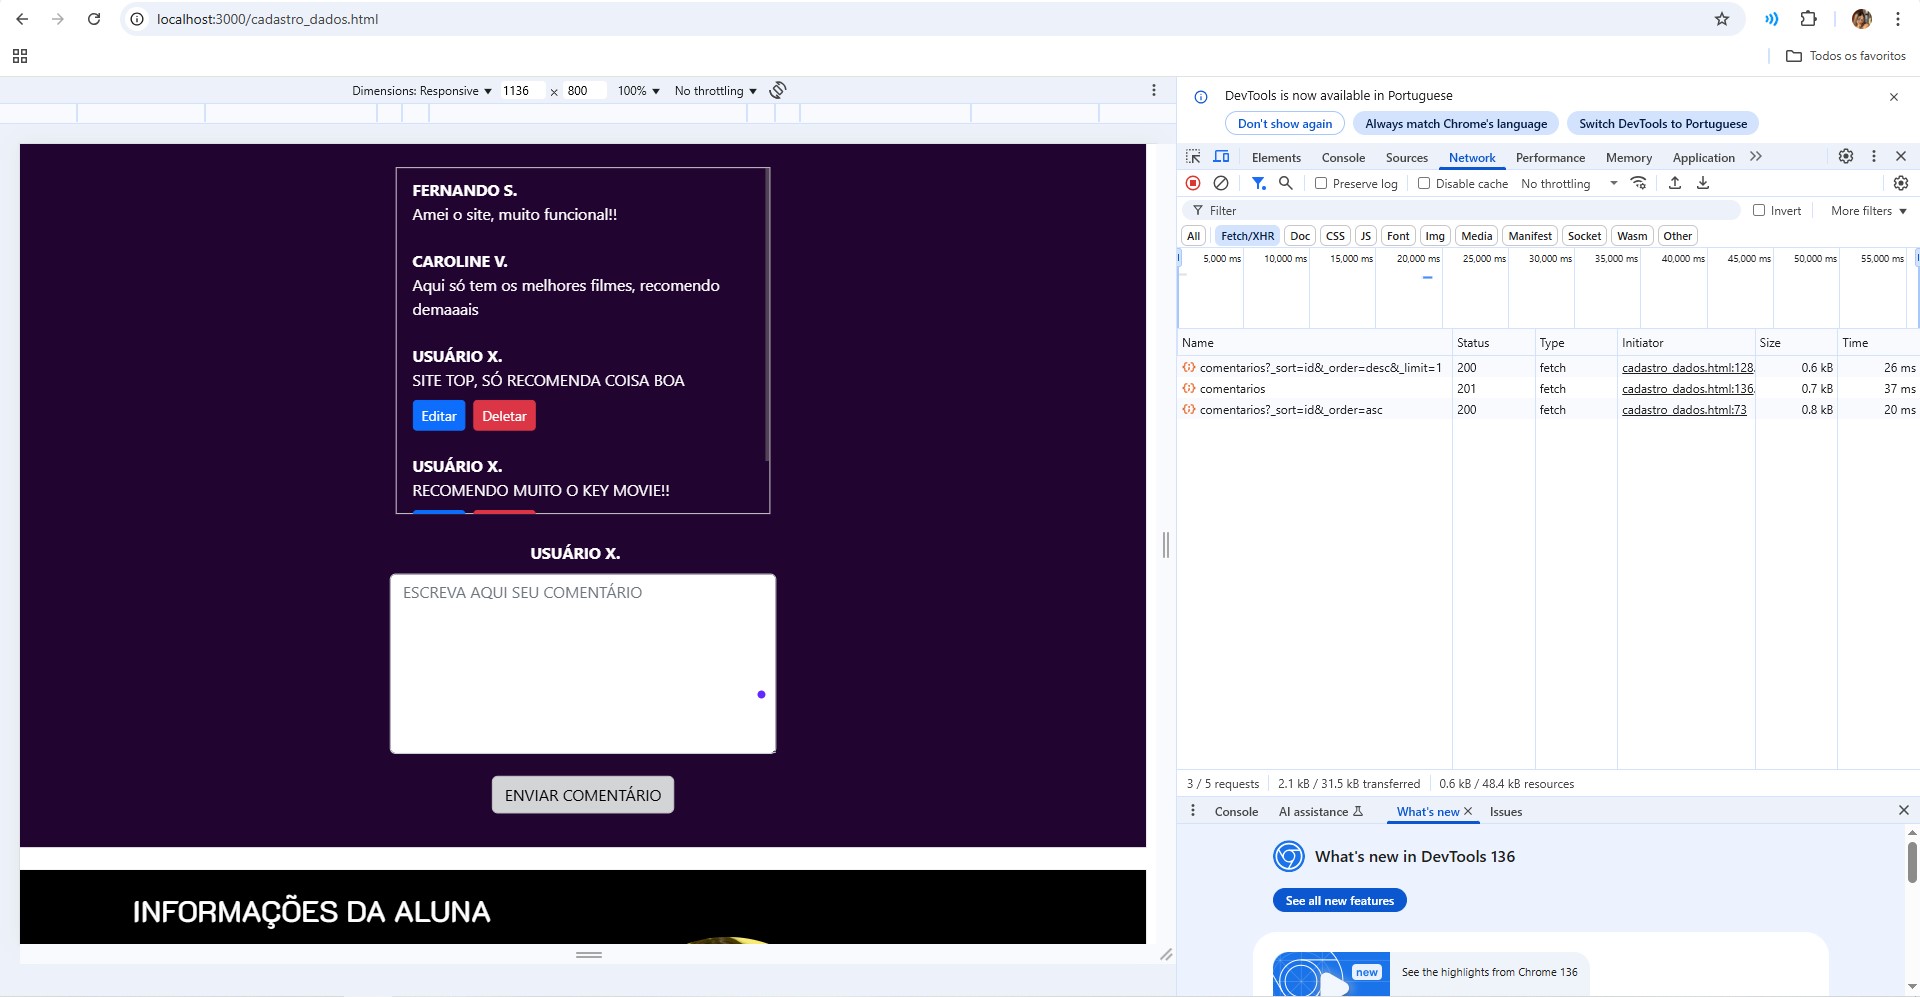 localhost:3000/cadastro_dados.html
Todos os favoritos
Dimensions: Responsive 1136 x 800 100% No throttling
DevTools is now available in Portuguese
Don't show again Always match Chrome's language Switch DevTools to Portuguese
Elements Console Sources Network Performance Memory Application
Preserve log Disable cache No throttling
Filter Invert More filters
All Fetch/XHR Doc CSS JS Font Img Media Manifest Socket Wasm Other
5,000 ms 10,000 ms 15,000 ms 20,000 ms 25,000 ms 30,000 ms 35,000 ms 40,000 ms 45,000 ms 50,000 ms 55,000 ms
Name Status Type Initiator Size Time
comentarios?_sort=id&_order=desc&_limit=1 200 fetch cadastro_dados.html:128 0.6 kB 26 ms
comentarios 201 fetch cadastro_dados.html:136 0.7 kB 37 ms
comentarios?_sort=id&_order=asc 200 fetch cadastro_dados.html:73 0.8 kB 20 ms
3 / 5 requests 2.1 kB / 31.5 kB transferred 0.6 kB / 48.4 kB resources
Console AI assistance What's new Issues
What's new in DevTools 136
See all new features
new See the highlights from Chrome 136
FERNANDO S.
Amei o site, muito funcional!!
CAROLINE V.
Aqui só tem os melhores filmes, recomendo
demaaais
USUÁRIO X.
SITE TOP, SÓ RECOMENDA COISA BOA
Editar Deletar
USUÁRIO X.
RECOMENDO MUITO O KEY MOVIE!!
USUÁRIO X.
ESCREVA AQUI SEU COMENTÁRIO
ENVIAR COMENTÁRIO
INFORMAÇÕES DA ALUNA